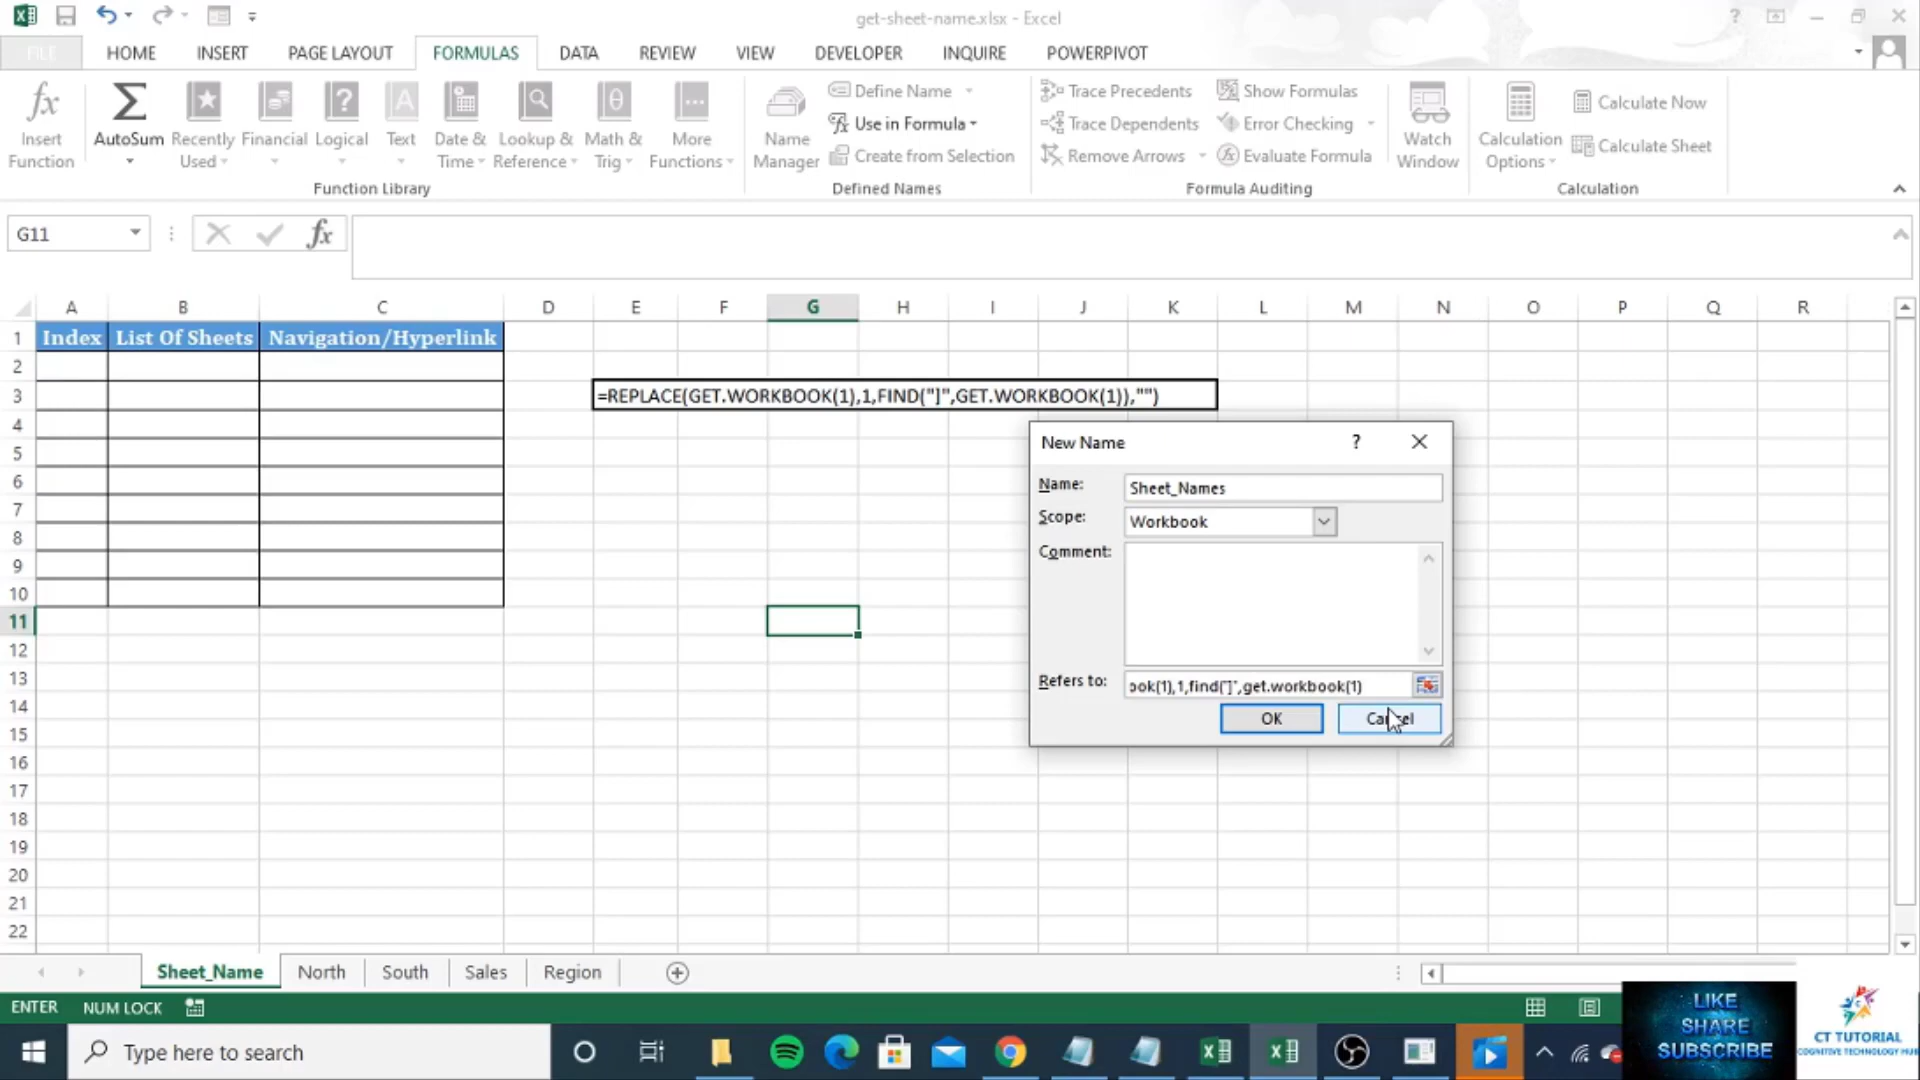 get-sheet-name.xlsx - Excel
FILE HOME INSERT PAGE LAYOUT FORMULAS DATA REVIEW VIEW DEVELOPER INQUIRE POWERPIVOT
Insert Function
AutoSum
Recently Used
Financial
Logical
Text
Date & Time
Lookup & Reference
Math & Trig
More Functions
Function Library
Name Manager
Define Name
Use in Formula
Create from Selection
Defined Names
Trace Precedents
Trace Dependents
Remove Arrows
Show Formulas
Error Checking
Evaluate Formula
Formula Auditing
Watch Window
Calculation Options
Calculate Now
Calculate Sheet
Calculation
G11
fx
A B C D E F G H I J K L M N O P Q R
1 Index List Of Sheets Navigation/Hyperlink
2
3 =REPLACE(GET.WORKBOOK(1),1,FIND("]",GET.WORKBOOK(1)),"")
4
5
6
7
8
9
10
11
12
13
14
15
16
17
18
19
20
21
22
New Name ?
Name: Sheet_Names
Scope: Workbook
Comment:
Refers to: ook(1),1,find("]",get.workbook(1)
OK Cancel
Sheet_Name North South Sales Region
ENTER NUM LOCK
LIKE
SHARE
SUBSCRIBE
CT TUTORIAL
COGNITIVE TECHNOLOGY HUB
Type here to search